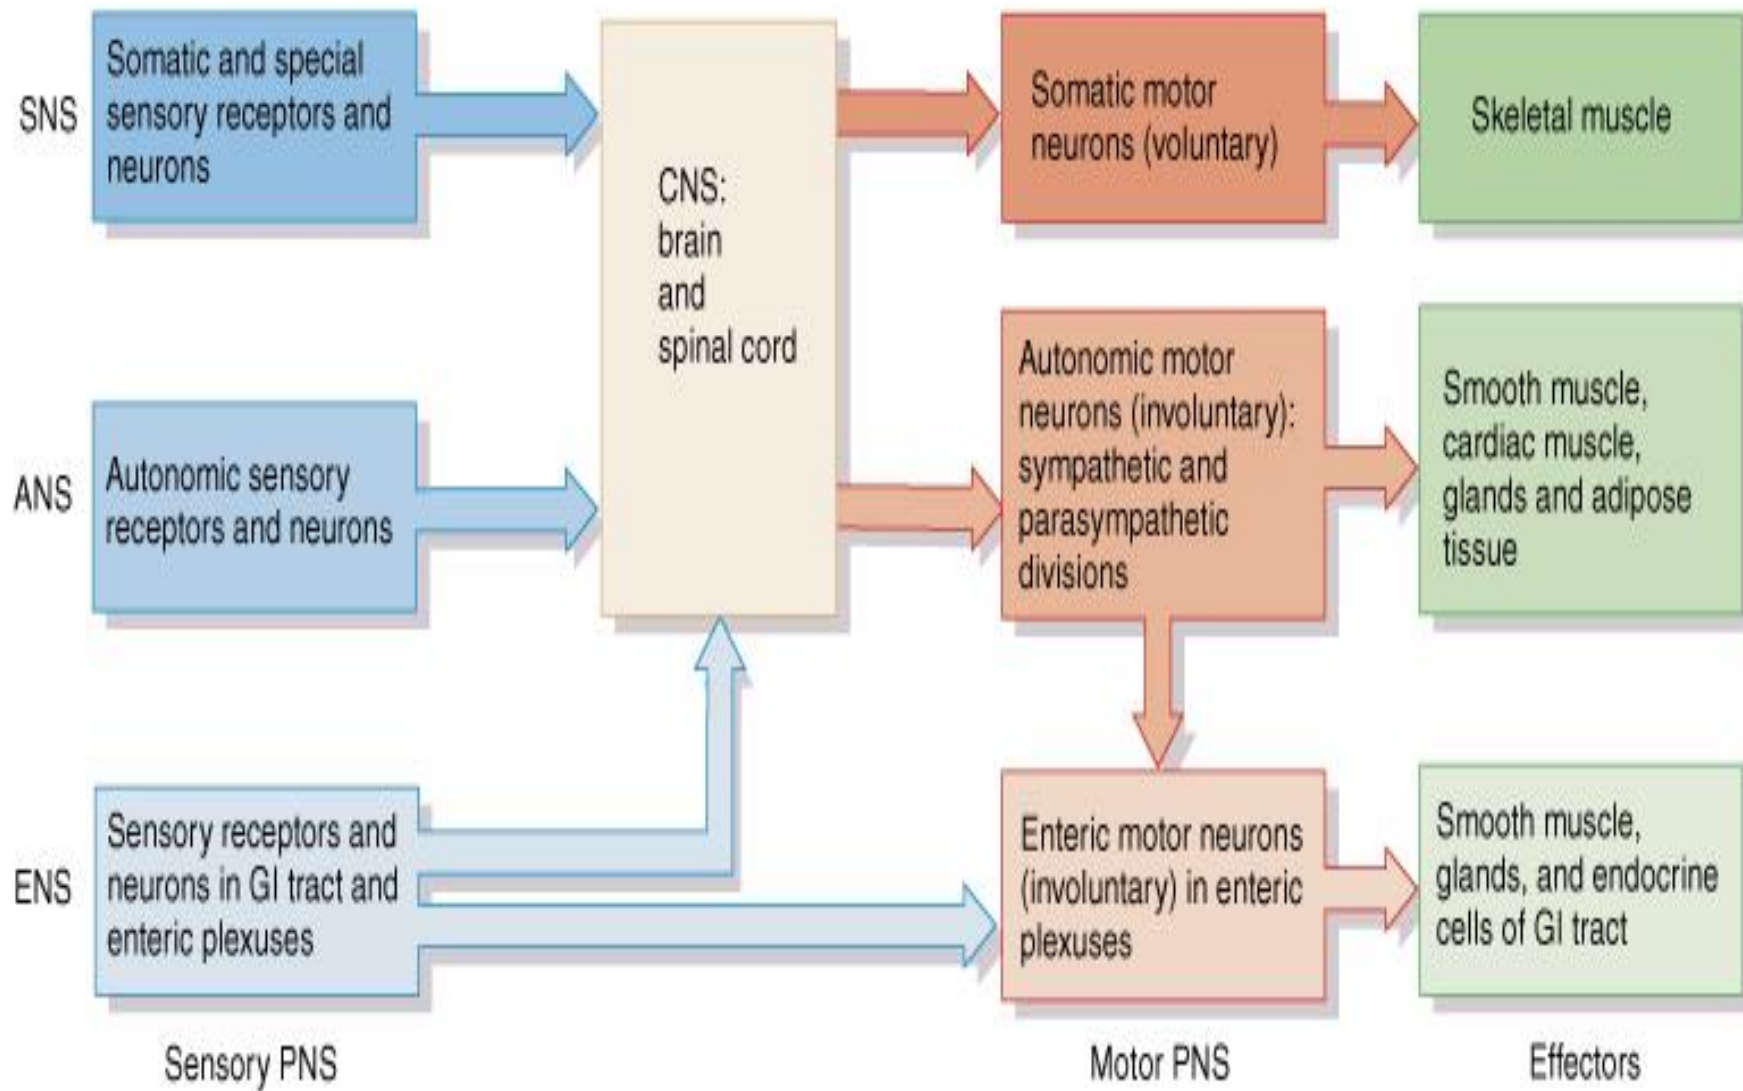 SNS
Somatic and special
sensory receptors and
neurons
CNS:
brain
and
spinal cord
Somatic motor
neurons (voluntary)
Skeletal muscle
ANS
Autonomic sensory
receptors and neurons
Autonomic motor
neurons (involuntary):
sympathetic and
parasympathetic
divisions
Smooth muscle,
cardiac muscle,
glands and adipose
tissue
ENS
Sensory receptors and
neurons in GI tract and
enteric plexuses
Enteric motor neurons
(involuntary) in enteric
plexuses
Smooth muscle,
glands, and endocrine
cells of GI tract
Sensory PNS
Motor PNS
Effectors